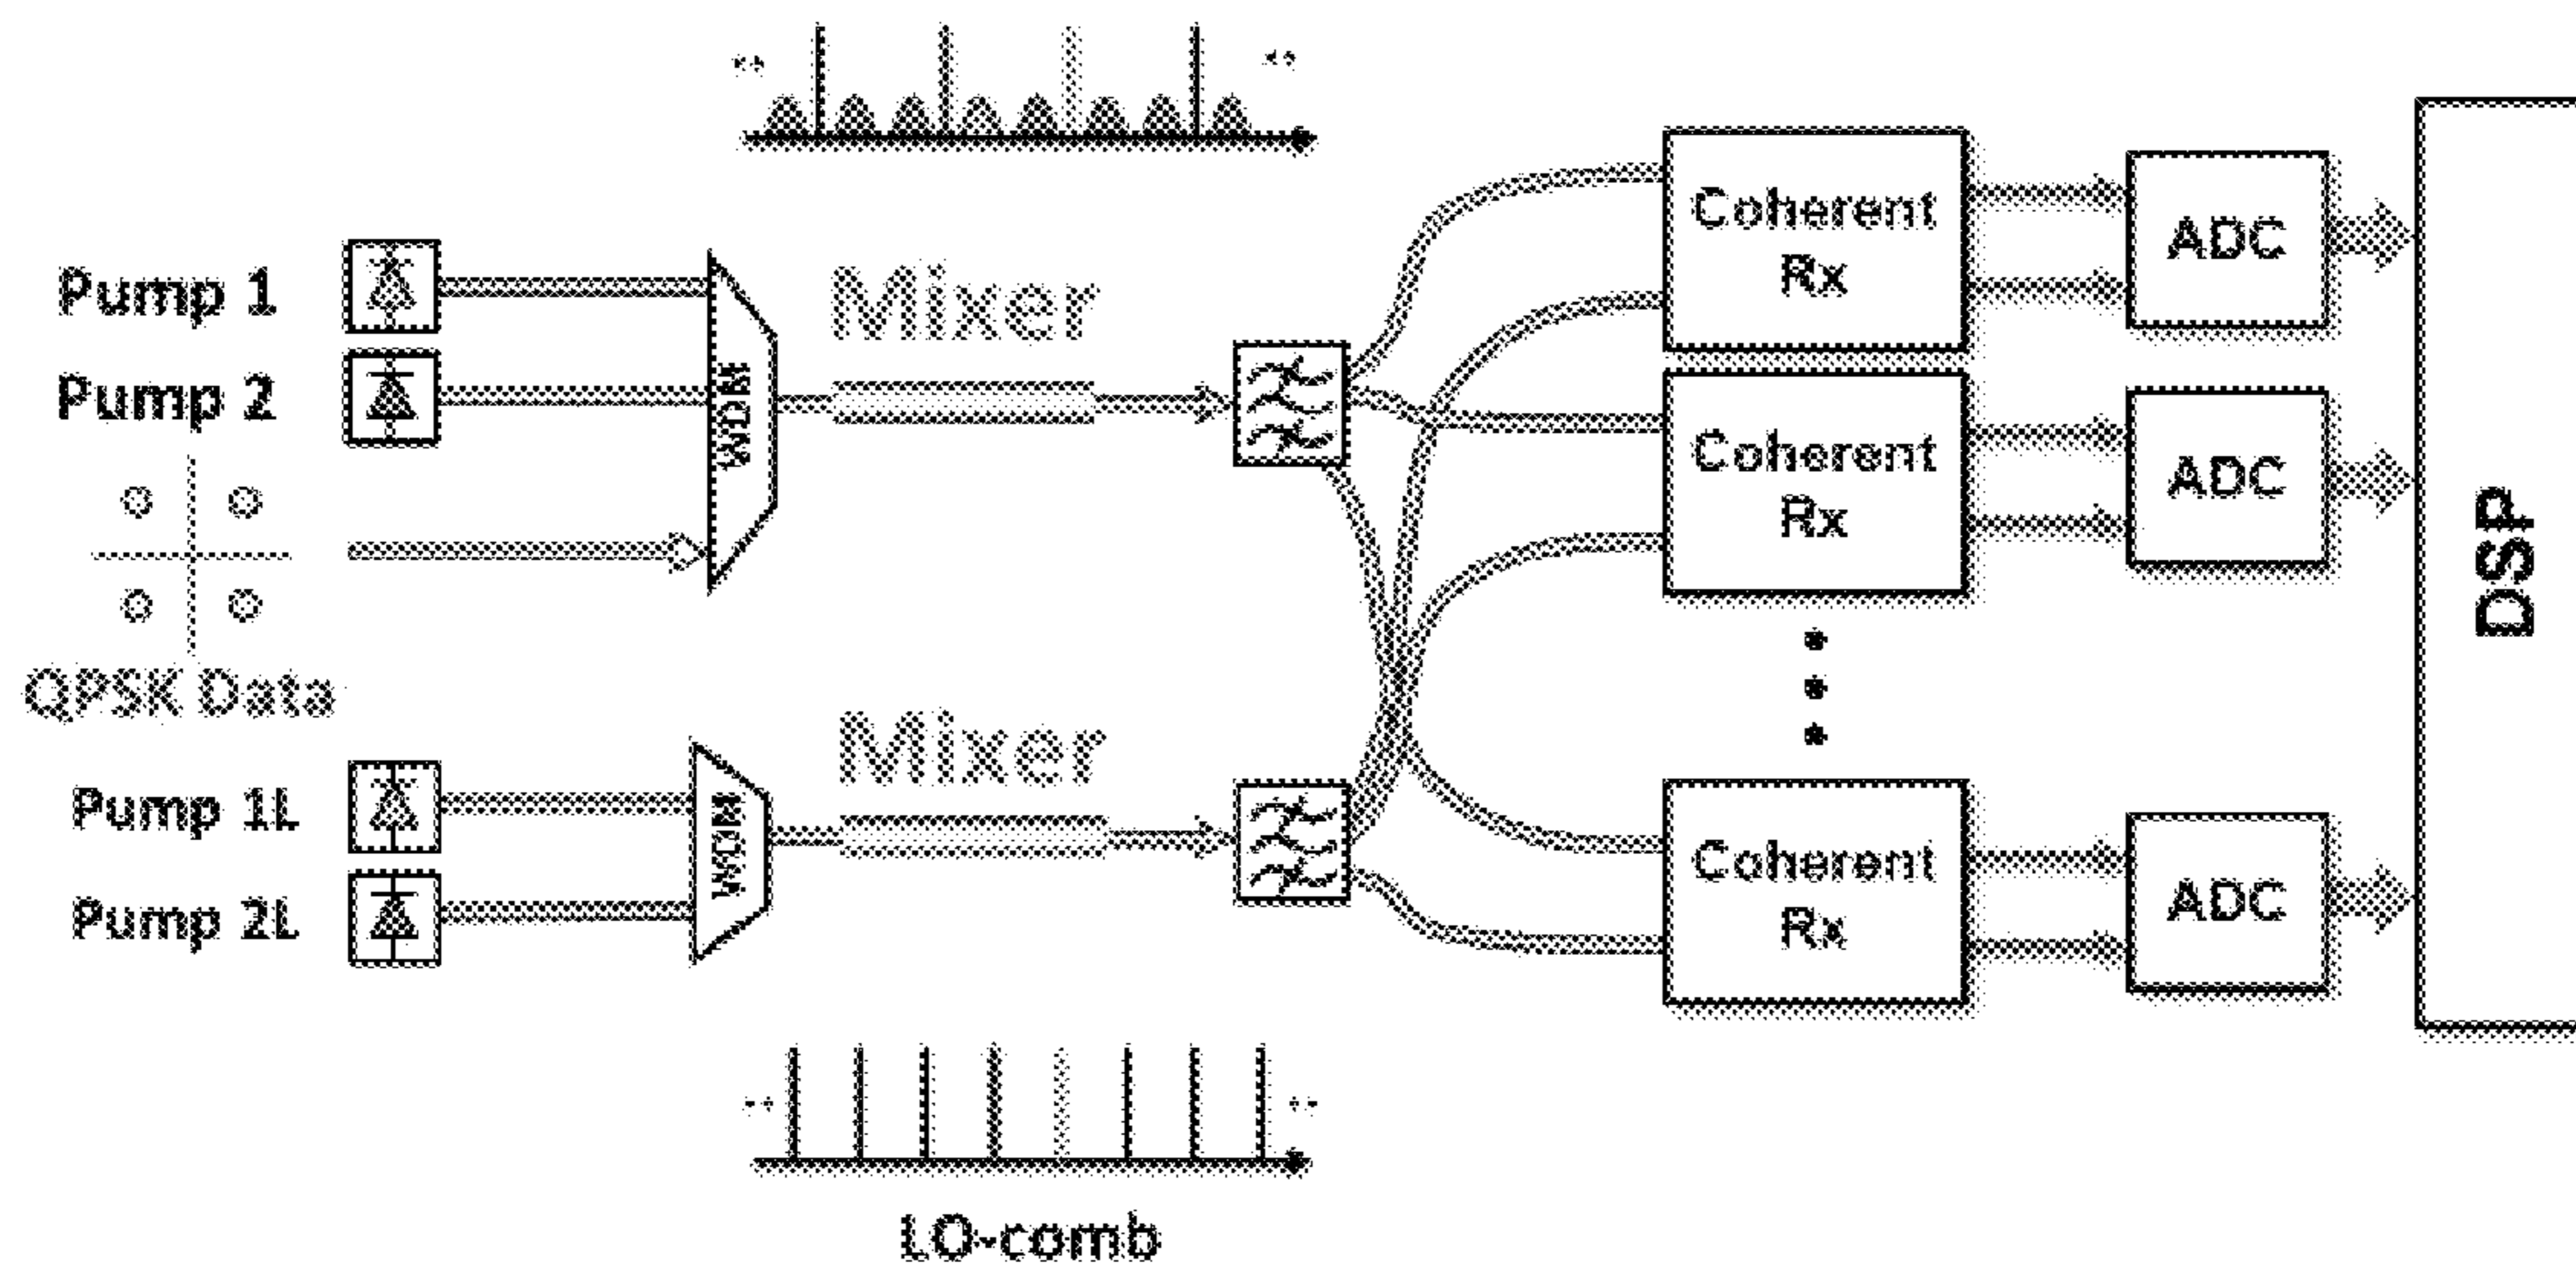 Pump 1
Pump 2
WDM
Mixer
QPSK Data
Pump 1L
Pump 2L
WDM
Mixer
LO-comb
Coherent
Rx
ADC
Coherent
Rx
ADC
Coherent
Rx
ADC
DSP